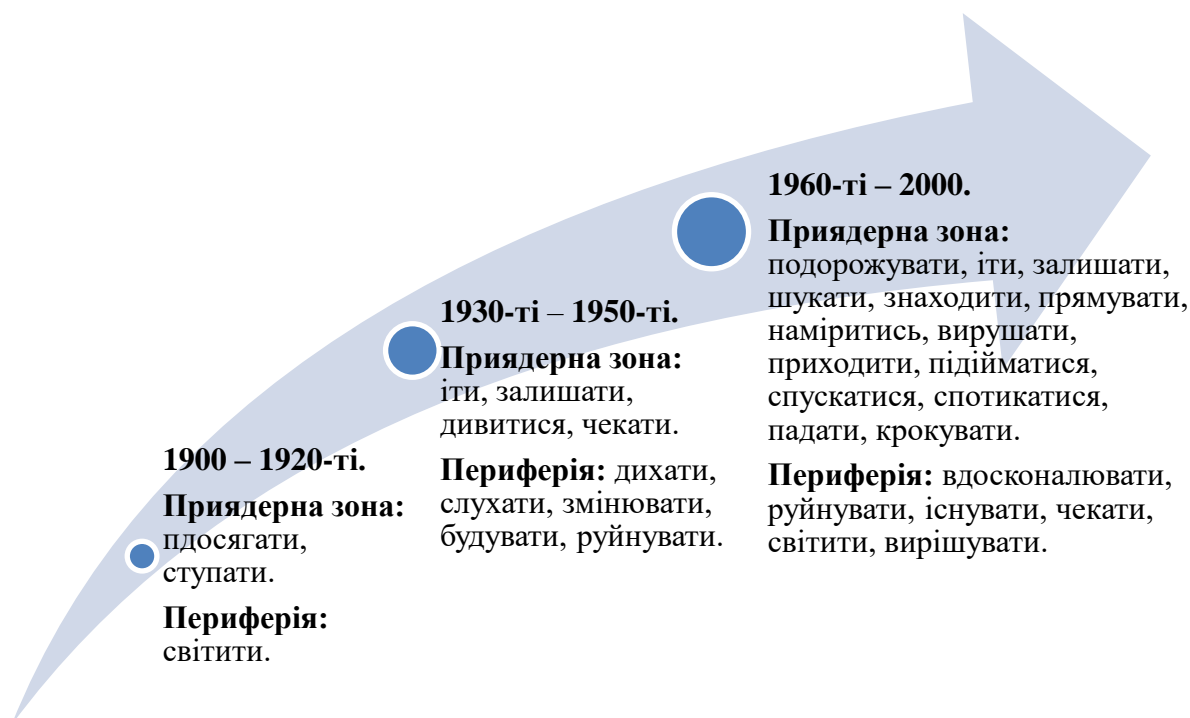 1900 – 1920-ті.
Приядерна зона:
пдосягати,
ступати.
Периферія:
світити.
1930-ті – 1950-ті.
Приядерна зона:
іти, залишати,
дивитися, чекати.
Периферія: дихати,
слухати, змінювати,
будувати, руйнувати.
1960-ті – 2000.
Приядерна зона:
подорожувати, іти, залишати,
шукати, знаходити, прямувати,
наміритись, вирушати,
приходити, підійматися,
спускатися, спотикатися,
падати, крокувати.
Периферія: вдосконалювати,
руйнувати, існувати, чекати,
світити, вирішувати.